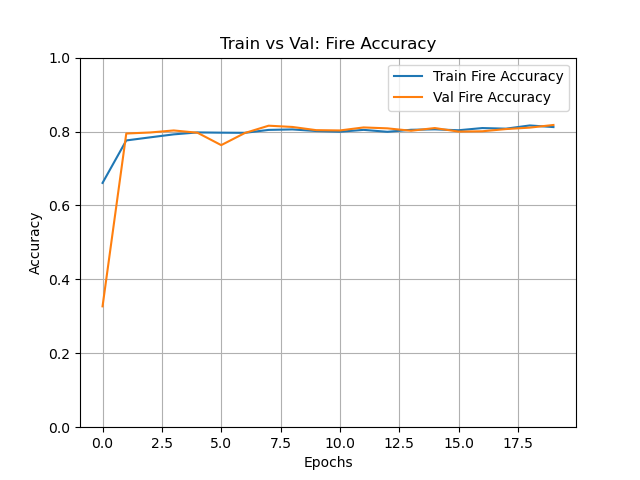 Train vs Val: Fire Accuracy
1.0
0.8
0.6
0.4
0.2
0.0
Accuracy
Train Fire Accuracy
Val Fire Accuracy
0.0 2.5 5.0 7.5 10.0 12.5 15.0 17.5
Epochs